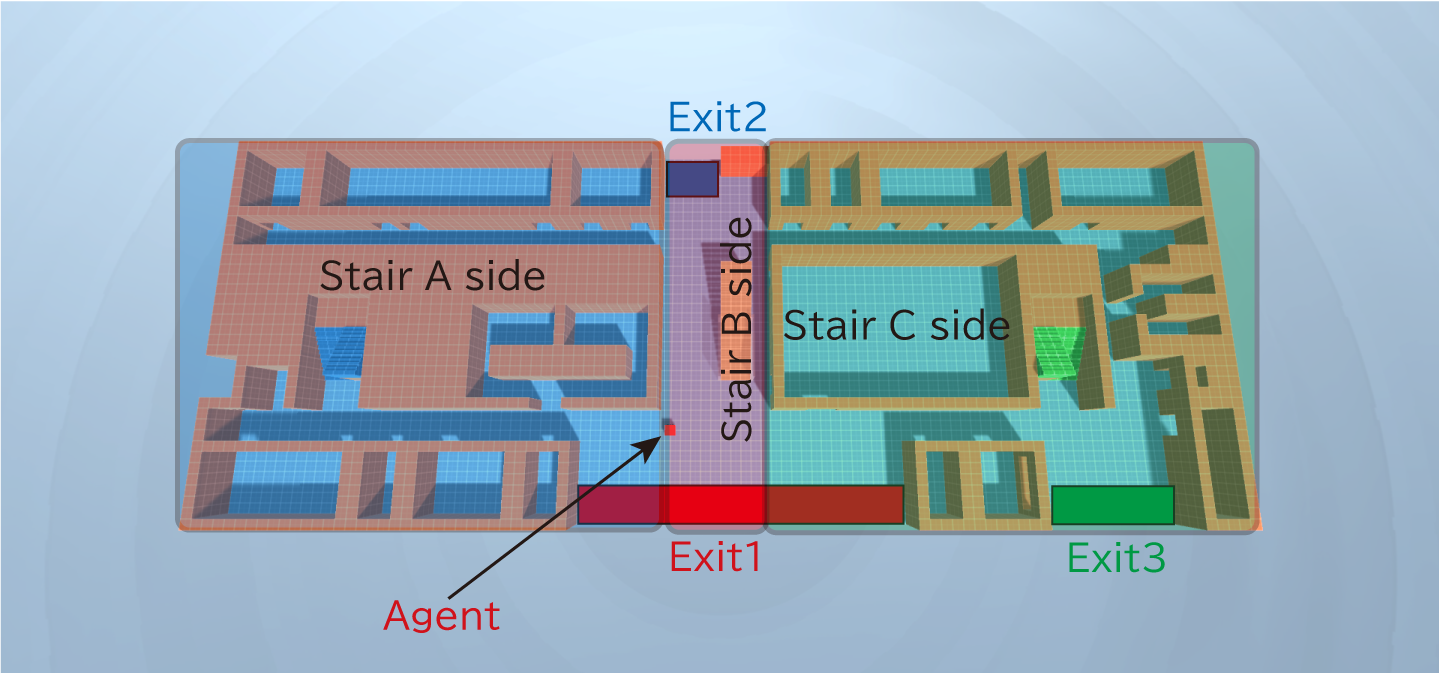 Exit2
Stair A side
Stair B side
Stair C side
Exit1
Exit3
Agent